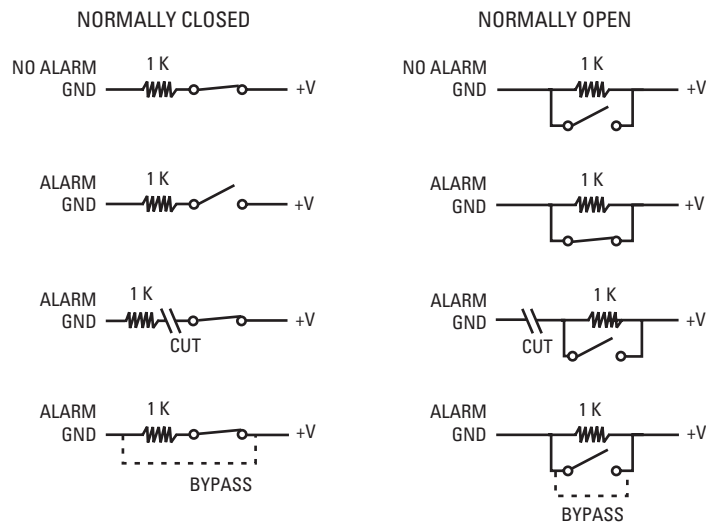 NORMALLY CLOSED
NO ALARM
1 K
GND
+V
ALARM
1 K
GND
+V
ALARM
1 K
GND
+V
CUT
ALARM
1 K
GND
+V
BYPASS
NORMALLY OPEN
NO ALARM
1 K
GND
+V
ALARM
1 K
GND
+V
ALARM
1 K
GND
+V
CUT
ALARM
1 K
GND
+V
BYPASS